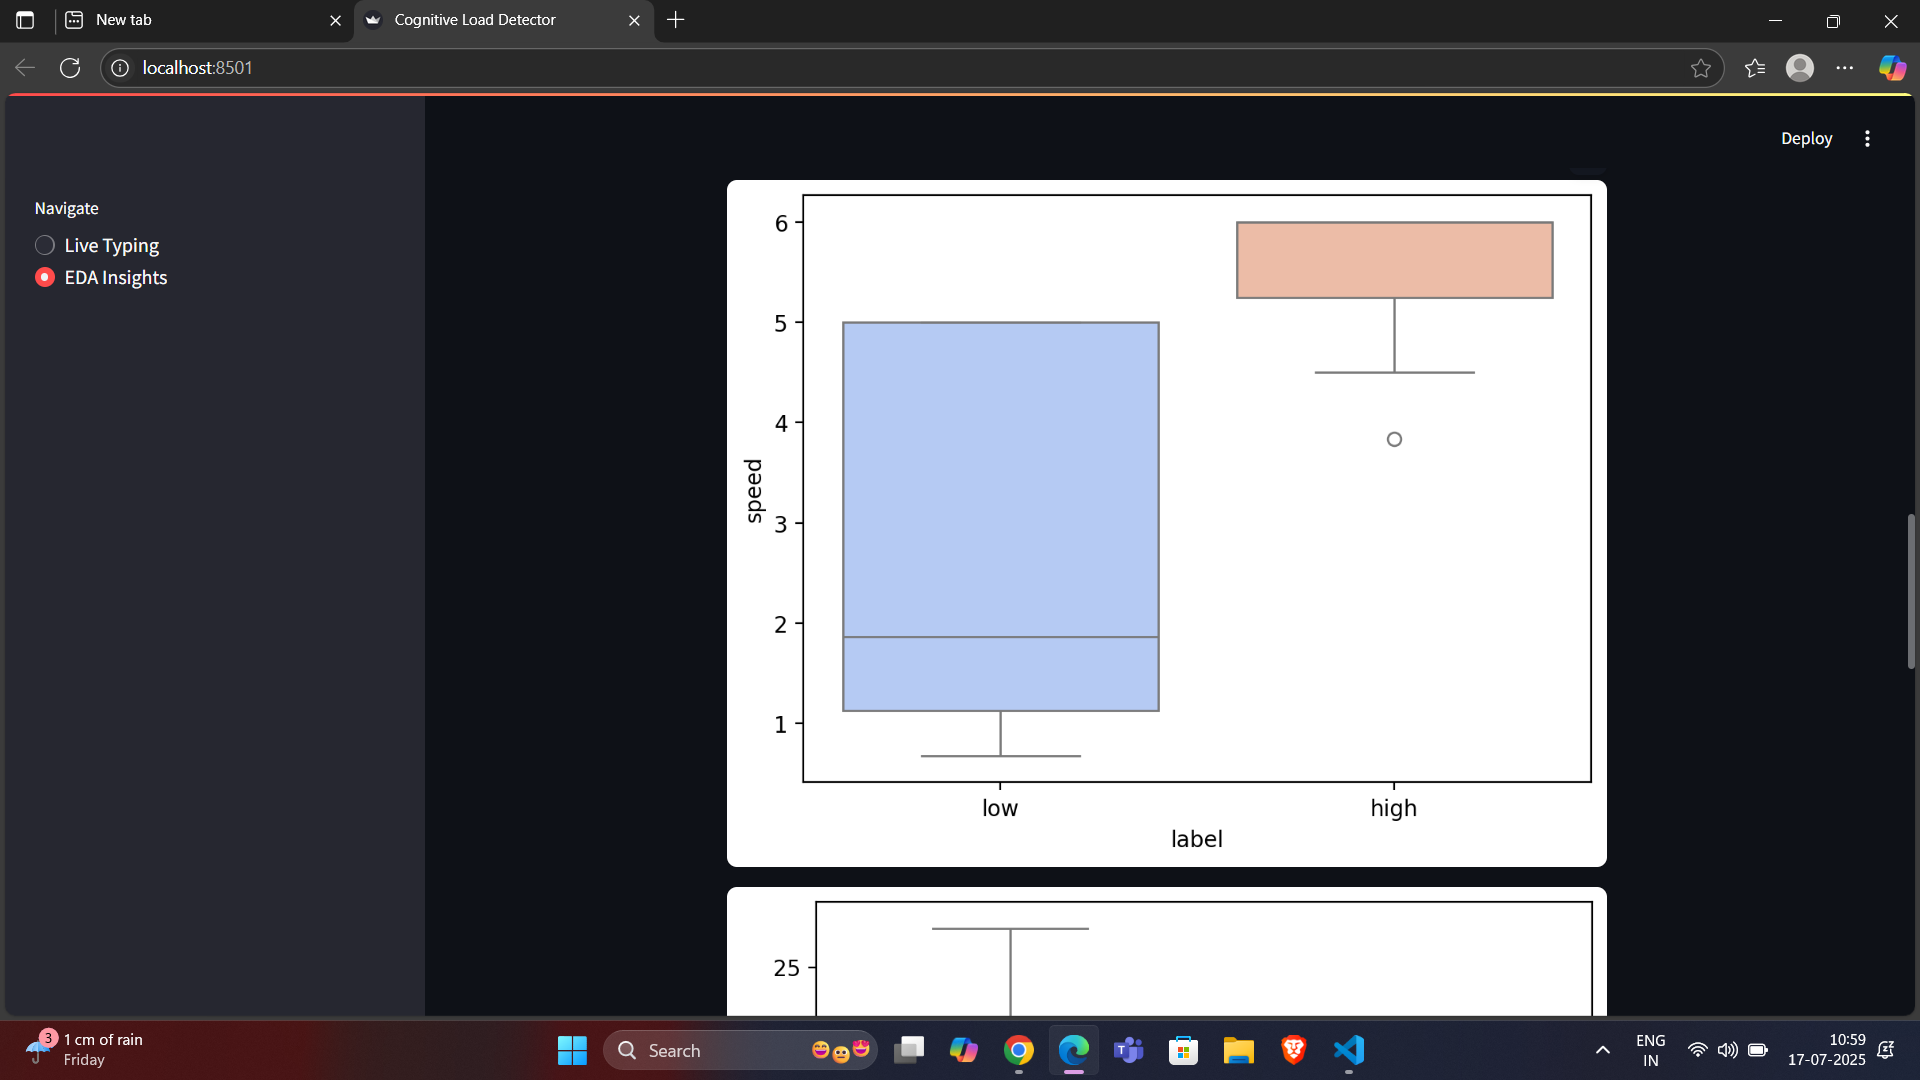 New tab
Cognitive Load Detector
localhost:8501
Deploy
Navigate
Live Typing
EDA Insights
6
5
4
3
2
1
speed
low
high
label
25
3
1 cm of rain
Friday
Search
ENG
IN
10:59
17-07-2025